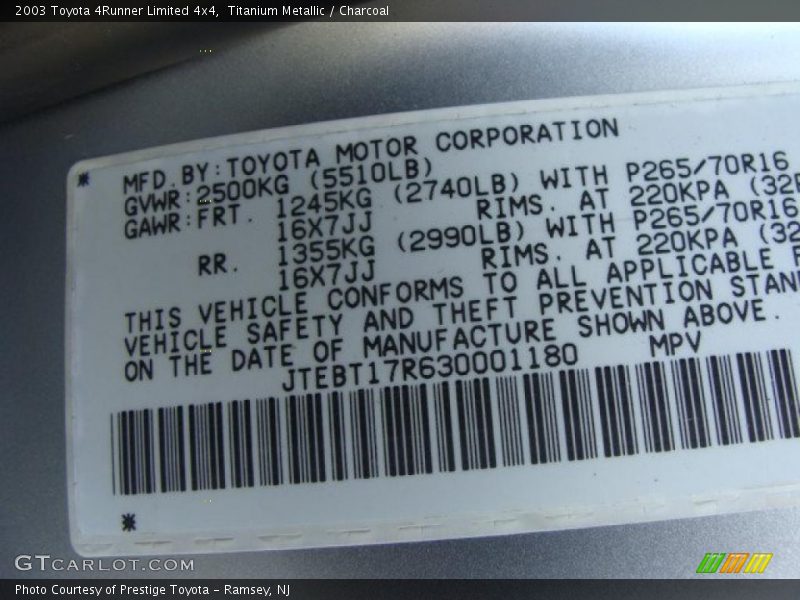 2003 Toyota 4Runner Limited 4x4, Titanium Metallic / Charcoal
MFD.BY:TOYOTA MOTOR CORPORATION
GVWR:2500KG (5510LB)
GAWR:FRT. 1245KG (2740LB) WITH P265/70R16
16X7JJ RIMS. AT 220KPA (32
RR. 1355KG (2990LB) WITH P265/70R16
16X7JJ RIMS. AT 220KPA (32
THIS VEHICLE CONFORMS TO ALL APPLICABLE F
VEHICLE SAFETY AND THEFT PREVENTION STAN
ON THE DATE OF MANUFACTURE SHOWN ABOVE.
JTEBT17R630001180 MPV
GTCARLOT.COM
Photo Courtesy of Prestige Toyota - Ramsey, NJ